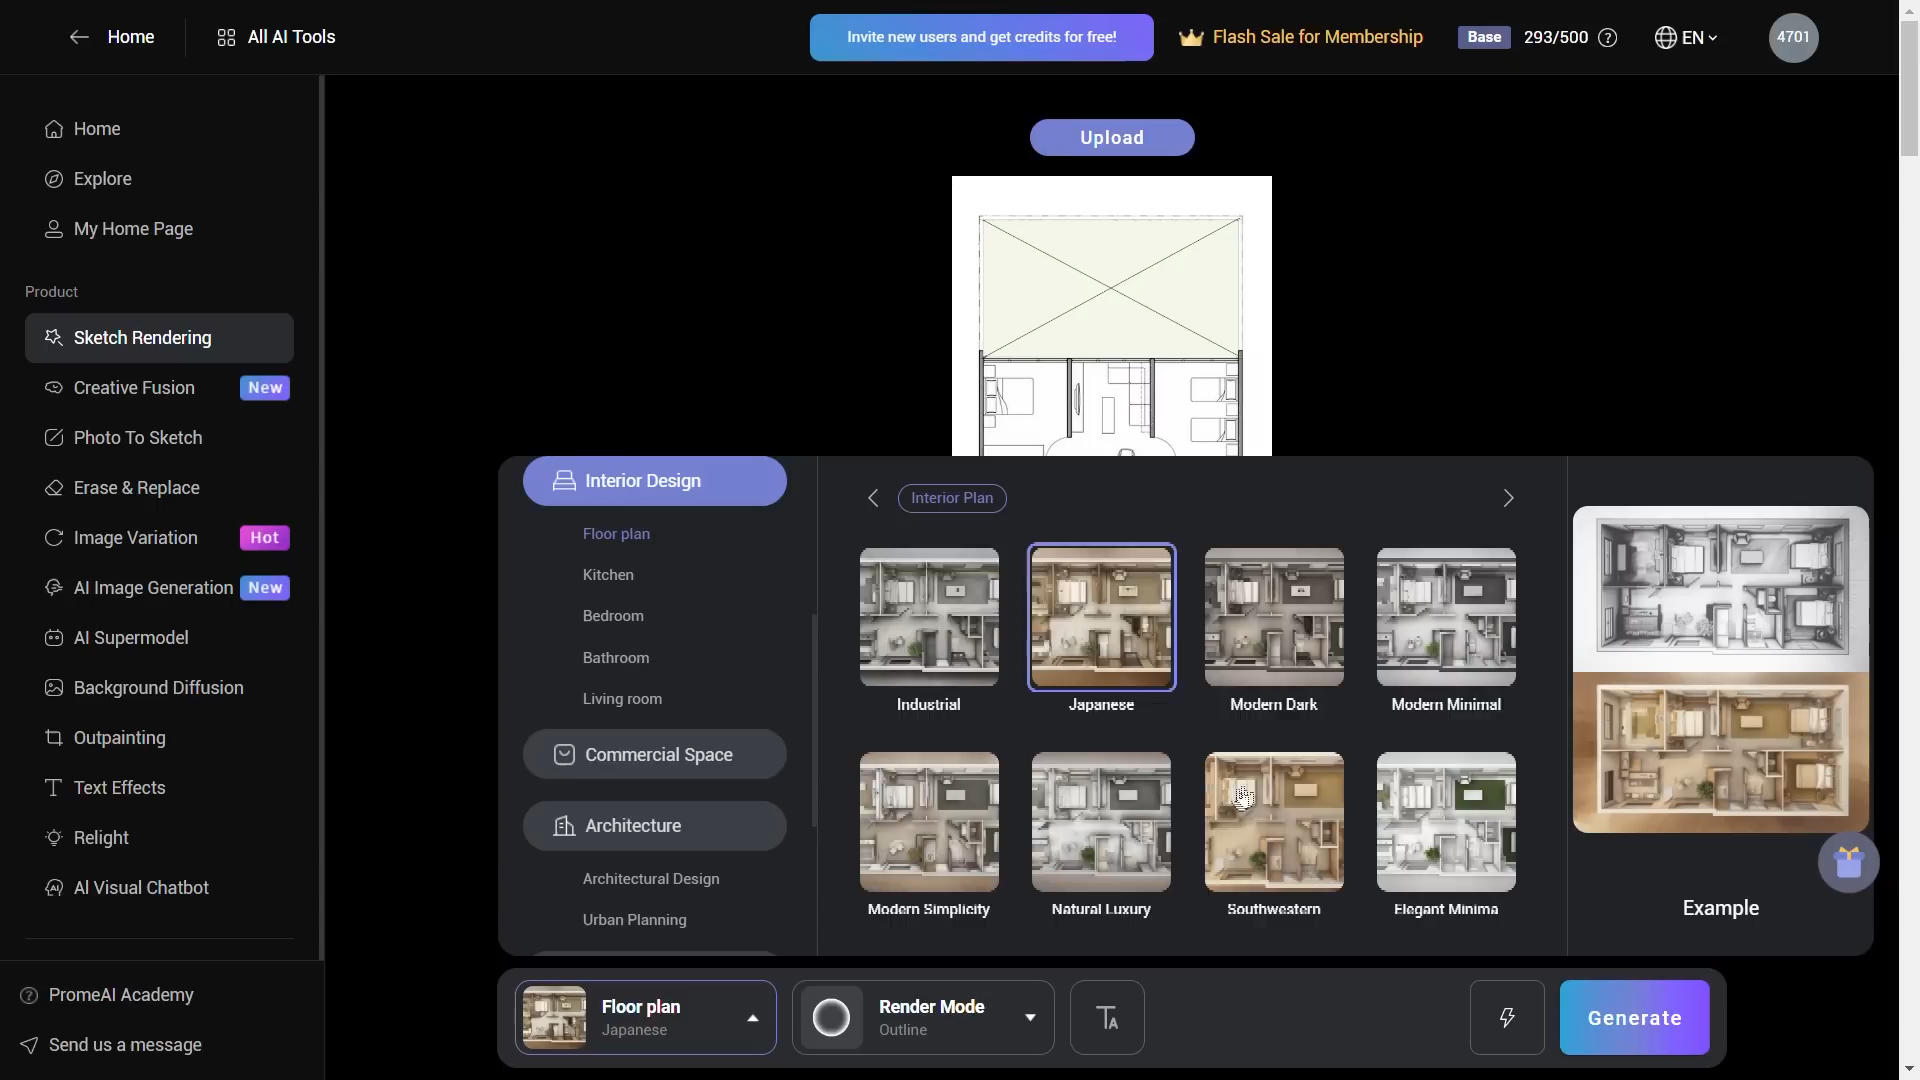 Home
All AI Tools
Invite new users and get credits for free!
Flash Sale for Membership
Base
293/500
EN
4701
Home
Explore
My Home Page
Product
Sketch Rendering
Creative Fusion
New
Photo To Sketch
Erase & Replace
Image Variation
Hot
AI Image Generation
New
AI Supermodel
Background Diffusion
Outpainting
Text Effects
Relight
AI Visual Chatbot
PromeAI Academy
Send us a message
Upload
Interior Design
Floor plan
Kitchen
Bedroom
Bathroom
Living room
Commercial Space
Architecture
Architectural Design
Urban Planning
Interior Plan
Industrial
Japanese
Modern Dark
Modern Minimal
Modern Simplicity
Natural Luxury
Southwestern
Elegant Minima
Example
Floor plan
Japanese
Render Mode
Outline
Generate